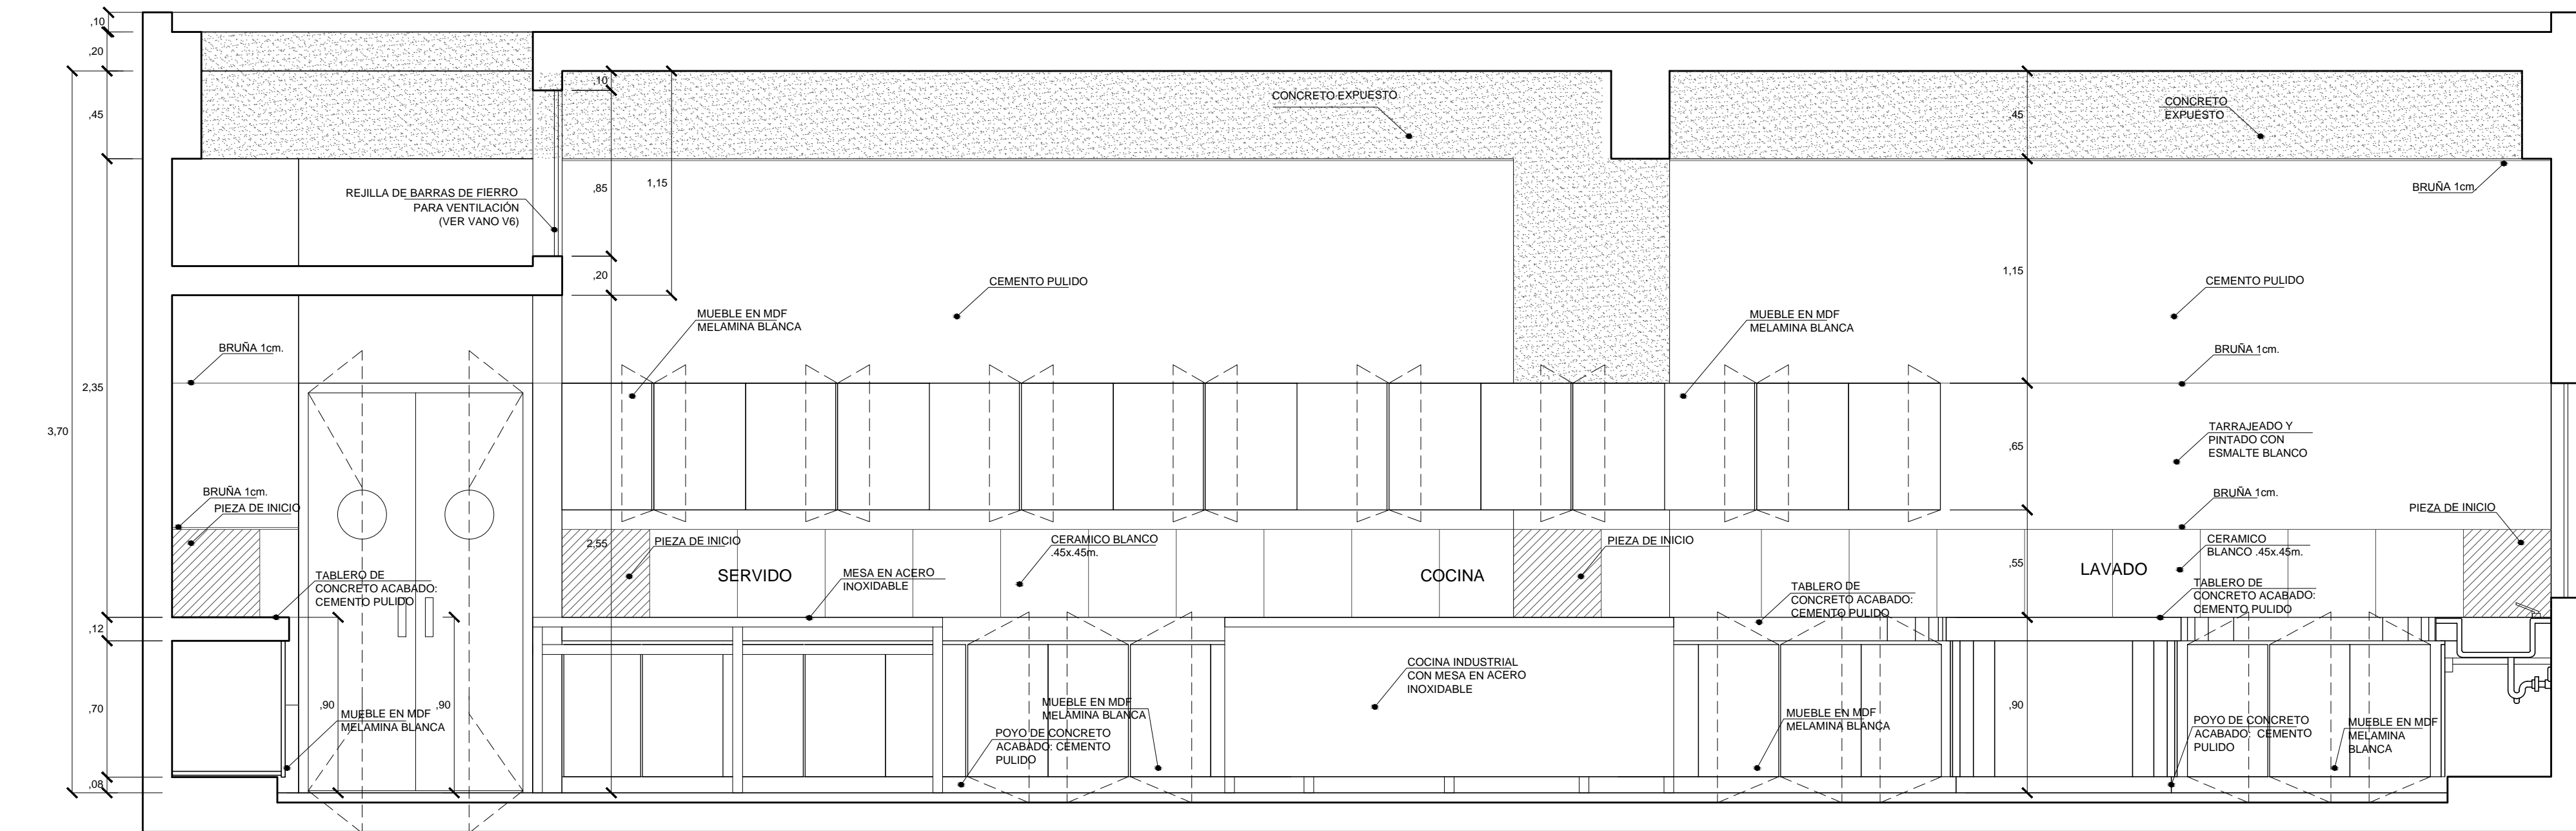 ,10
,20
,45
3,70
2,35
,12
,70
,08
,10
,85
1,15
,20
2,55
REJILLA DE BARRAS DE FIERRO
PARA VENTILACIÓN
(VER VANO V6)
CONCRETO EXPUESTO
CONCRETO
EXPUESTO
,45
BRUÑA 1cm
CEMENTO PULIDO
1,15
CEMENTO PULIDO
MUEBLE EN MDF
MELAMINA BLANCA
MUEBLE EN MDF
MELAMINA BLANCA
BRUÑA 1cm.
BRUÑA 1cm.
TARRAJEADO Y
PINTADO CON
ESMALTE BLANCO
,65
BRUÑA 1cm.
PIEZA DE INICIO
BRUÑA 1cm.
PIEZA DE INICIO
PIEZA DE INICIO
SERVIDO
CERAMICO BLANCO
.45x.45m.
COCINA
PIEZA DE INICIO
,55
LAVADO
CERAMICO
BLANCO .45x.45m.
TABLERO DE
CONCRETO ACABADO:
CEMENTO PULIDO
MESA EN ACERO
INOXIDABLE
TABLERO DE
CONCRETO ACABADO:
CEMENTO PULIDO
TABLERO DE
CONCRETO ACABADO:
CEMENTO PULIDO
,90
,90
MUEBLE EN MDF
MELAMINA BLANCA
COCINA INDUSTRIAL
CON MESA EN ACERO
INOXIDABLE
MUEBLE EN MDF
MELAMINA BLANCA
POYO DE CONCRETO
ACABADO: CEMENTO
PULIDO
MUEBLE EN MDF
MELAMINA BLANCA
,90
POYO DE CONCRETO
ACABADO: CEMENTO
PULIDO
MUEBLE EN MDF
MELAMINA
BLANCA